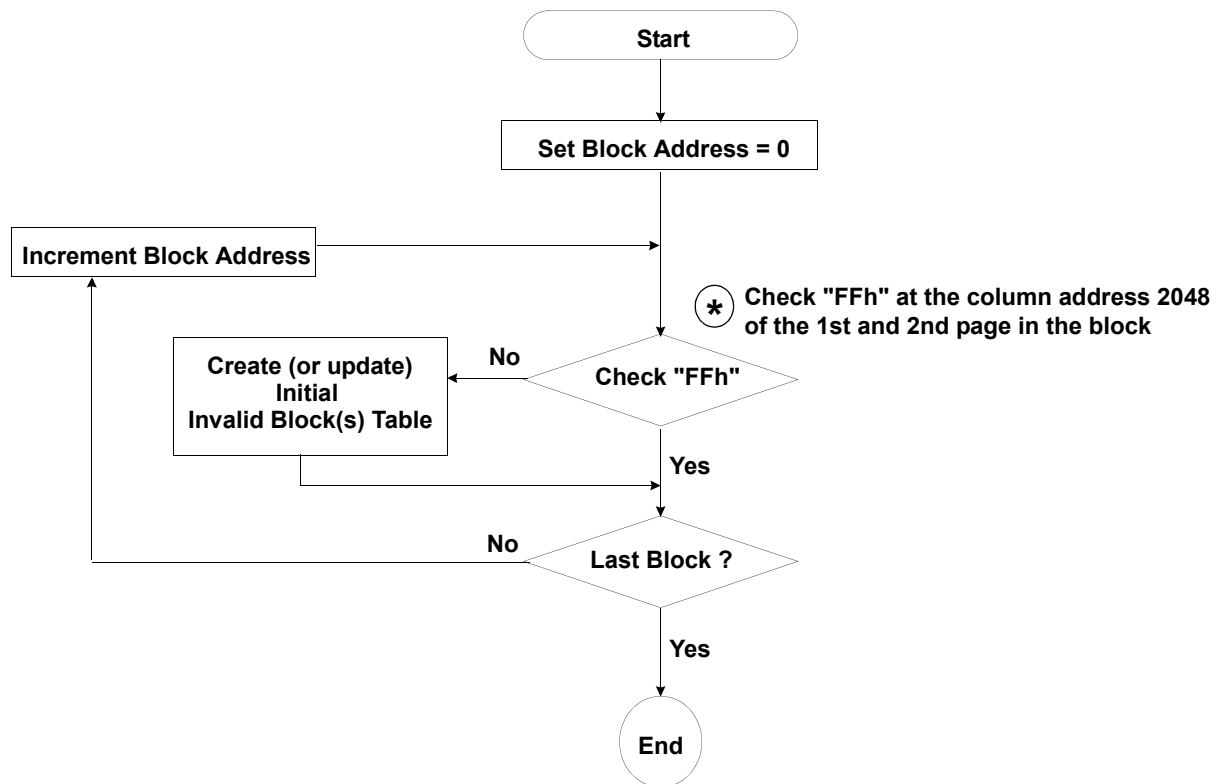 Start
Set Block Address = 0
Increment Block Address
* Check "FFh" at the column address 2048
of the 1st and 2nd page in the block
No
Create (or update)
Initial
Invalid Block(s) Table
Check "FFh"
Yes
No
Last Block ?
Yes
End